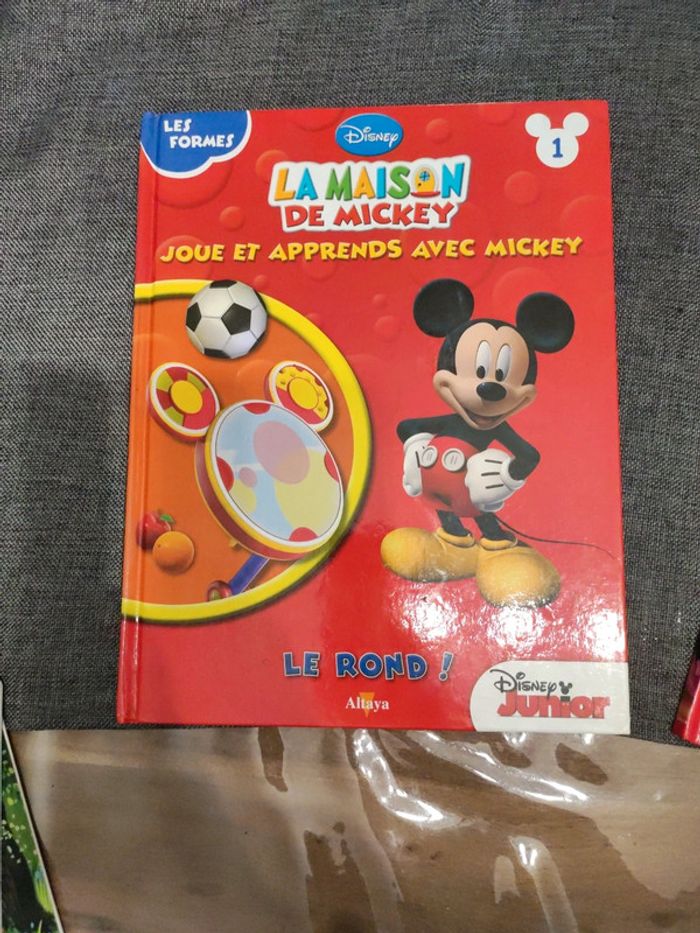 LES
FORMES
Disney
1
LA MAISON
DE MICKEY
JOUE ET APPRENDS AVEC MICKEY
LE ROND !
Altaya
Disney
Junior